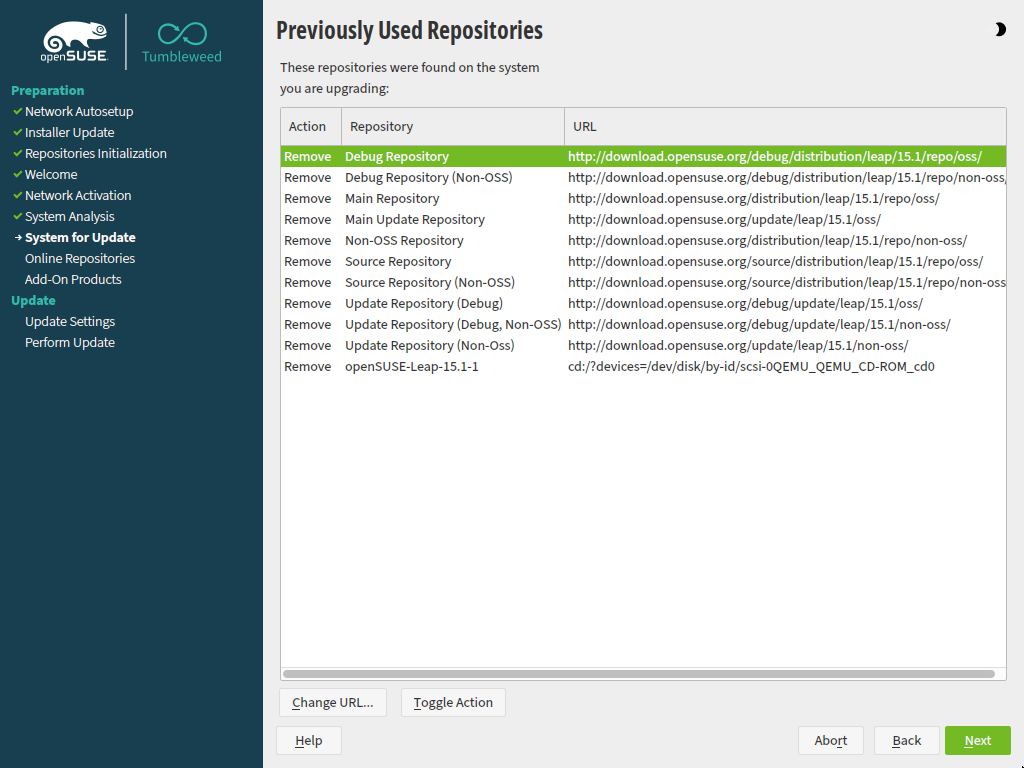 openSUSE
Tumbleweed
Preparation
Network Autosetup
Installer Update
Repositories Initialization
Welcome
Network Activation
System Analysis
System for Update
Online Repositories
Add-On Products
Update
Update Settings
Perform Update
Previously Used Repositories
These repositories were found on the system
you are upgrading:
Action Repository URL
Remove Debug Repository http://download.opensuse.org/debug/distribution/leap/15.1/repo/oss/
Remove Debug Repository (Non-OSS) http://download.opensuse.org/debug/distribution/leap/15.1/repo/non-oss/
Remove Main Repository http://download.opensuse.org/distribution/leap/15.1/repo/oss/
Remove Main Update Repository http://download.opensuse.org/update/leap/15.1/oss/
Remove Non-OSS Repository http://download.opensuse.org/distribution/leap/15.1/repo/non-oss/
Remove Source Repository http://download.opensuse.org/source/distribution/leap/15.1/repo/oss/
Remove Source Repository (Non-OSS) http://download.opensuse.org/source/distribution/leap/15.1/repo/non-oss
Remove Update Repository (Debug) http://download.opensuse.org/debug/update/leap/15.1/oss/
Remove Update Repository (Debug, Non-OSS) http://download.opensuse.org/debug/update/leap/15.1/non-oss/
Remove Update Repository (Non-Oss) http://download.opensuse.org/update/leap/15.1/non-oss/
Remove openSUSE-Leap-15.1-1 cd:/?devices=/dev/disk/by-id/scsi-0QEMU_QEMU_CD-ROM_cd0
Change URL... Toggle Action
Help Abort Back Next